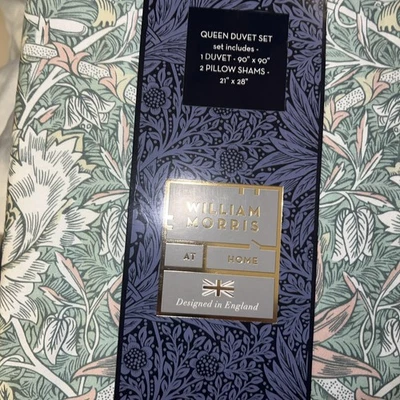 QUEEN DUVET SET
set includes -
1 DUVET - 90" x 90"
2 PILLOW SHAMS -
21" x 28"
WILLIAM
MORRIS
AT HOME
Designed in England